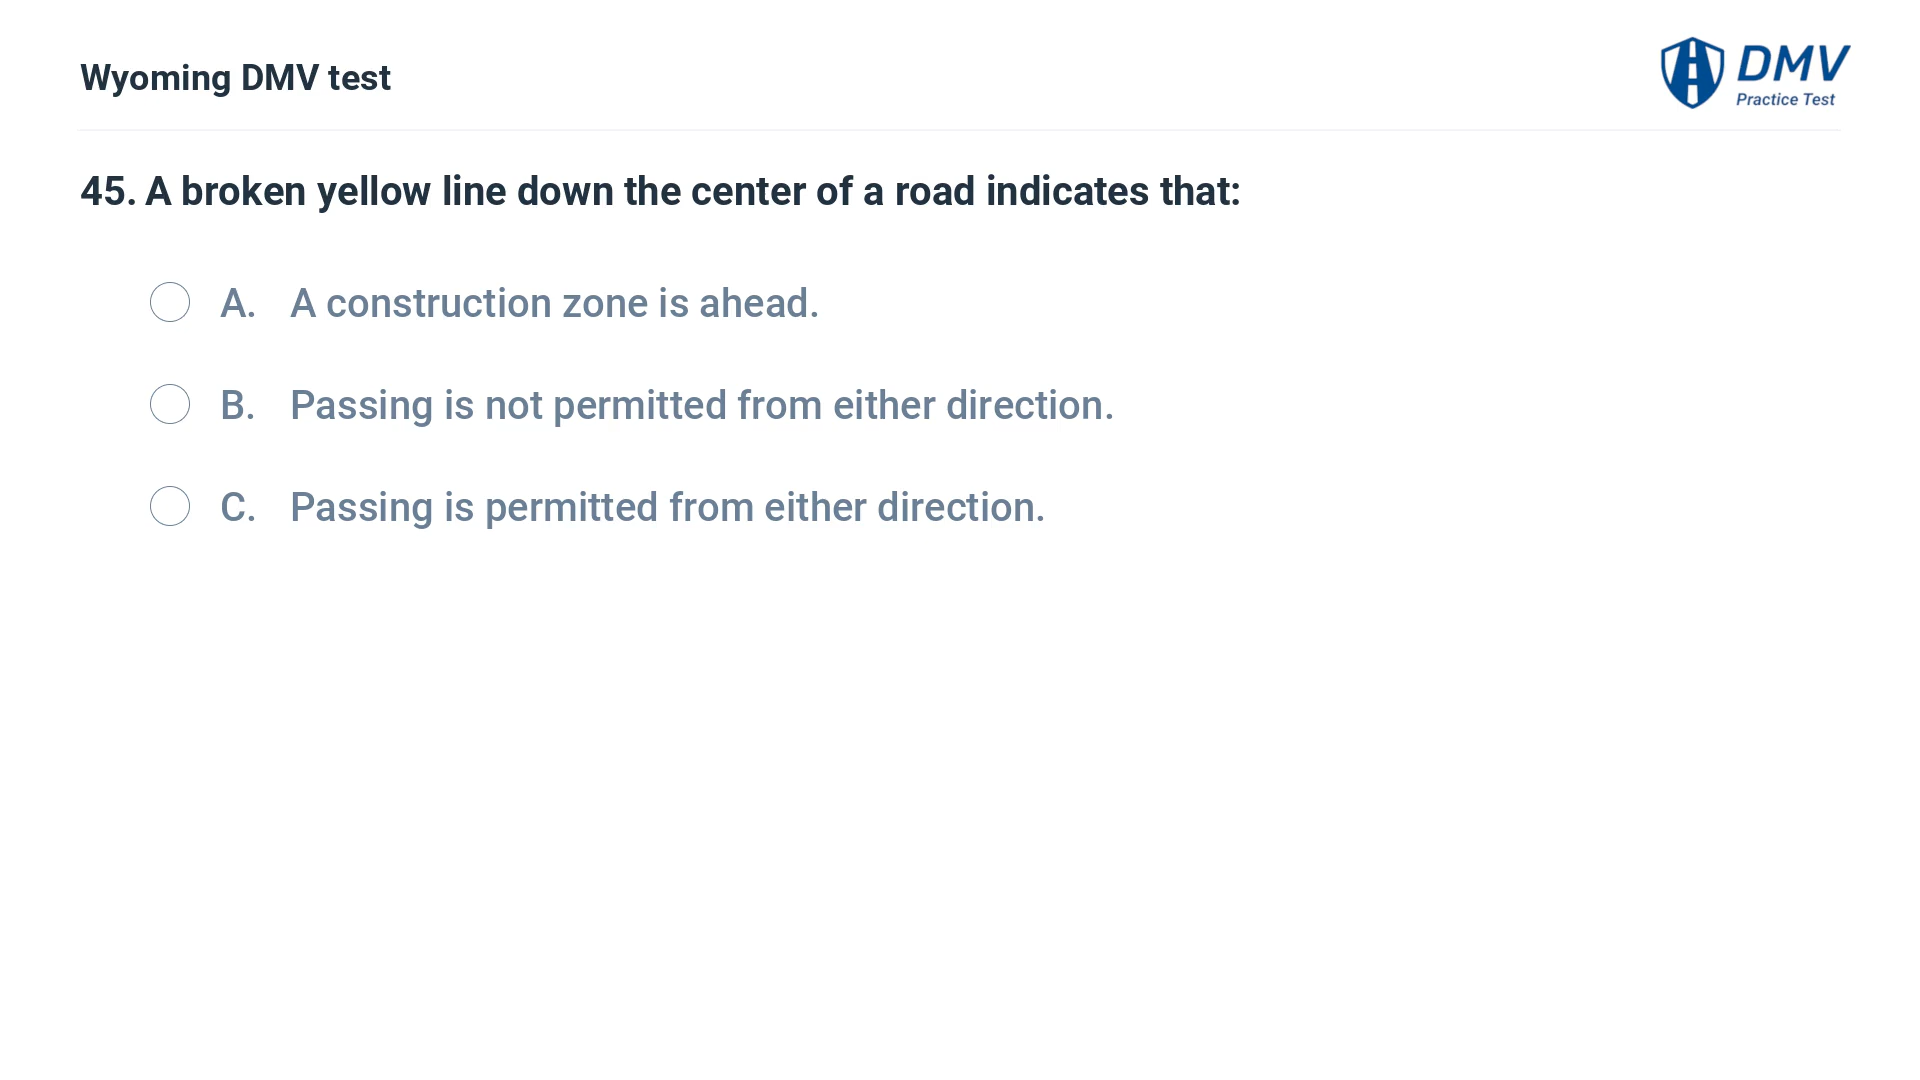 Wyoming DMV test
DMV
Practice Test
45. A broken yellow line down the center of a road indicates that:
A. A construction zone is ahead.
B. Passing is not permitted from either direction.
C. Passing is permitted from either direction.